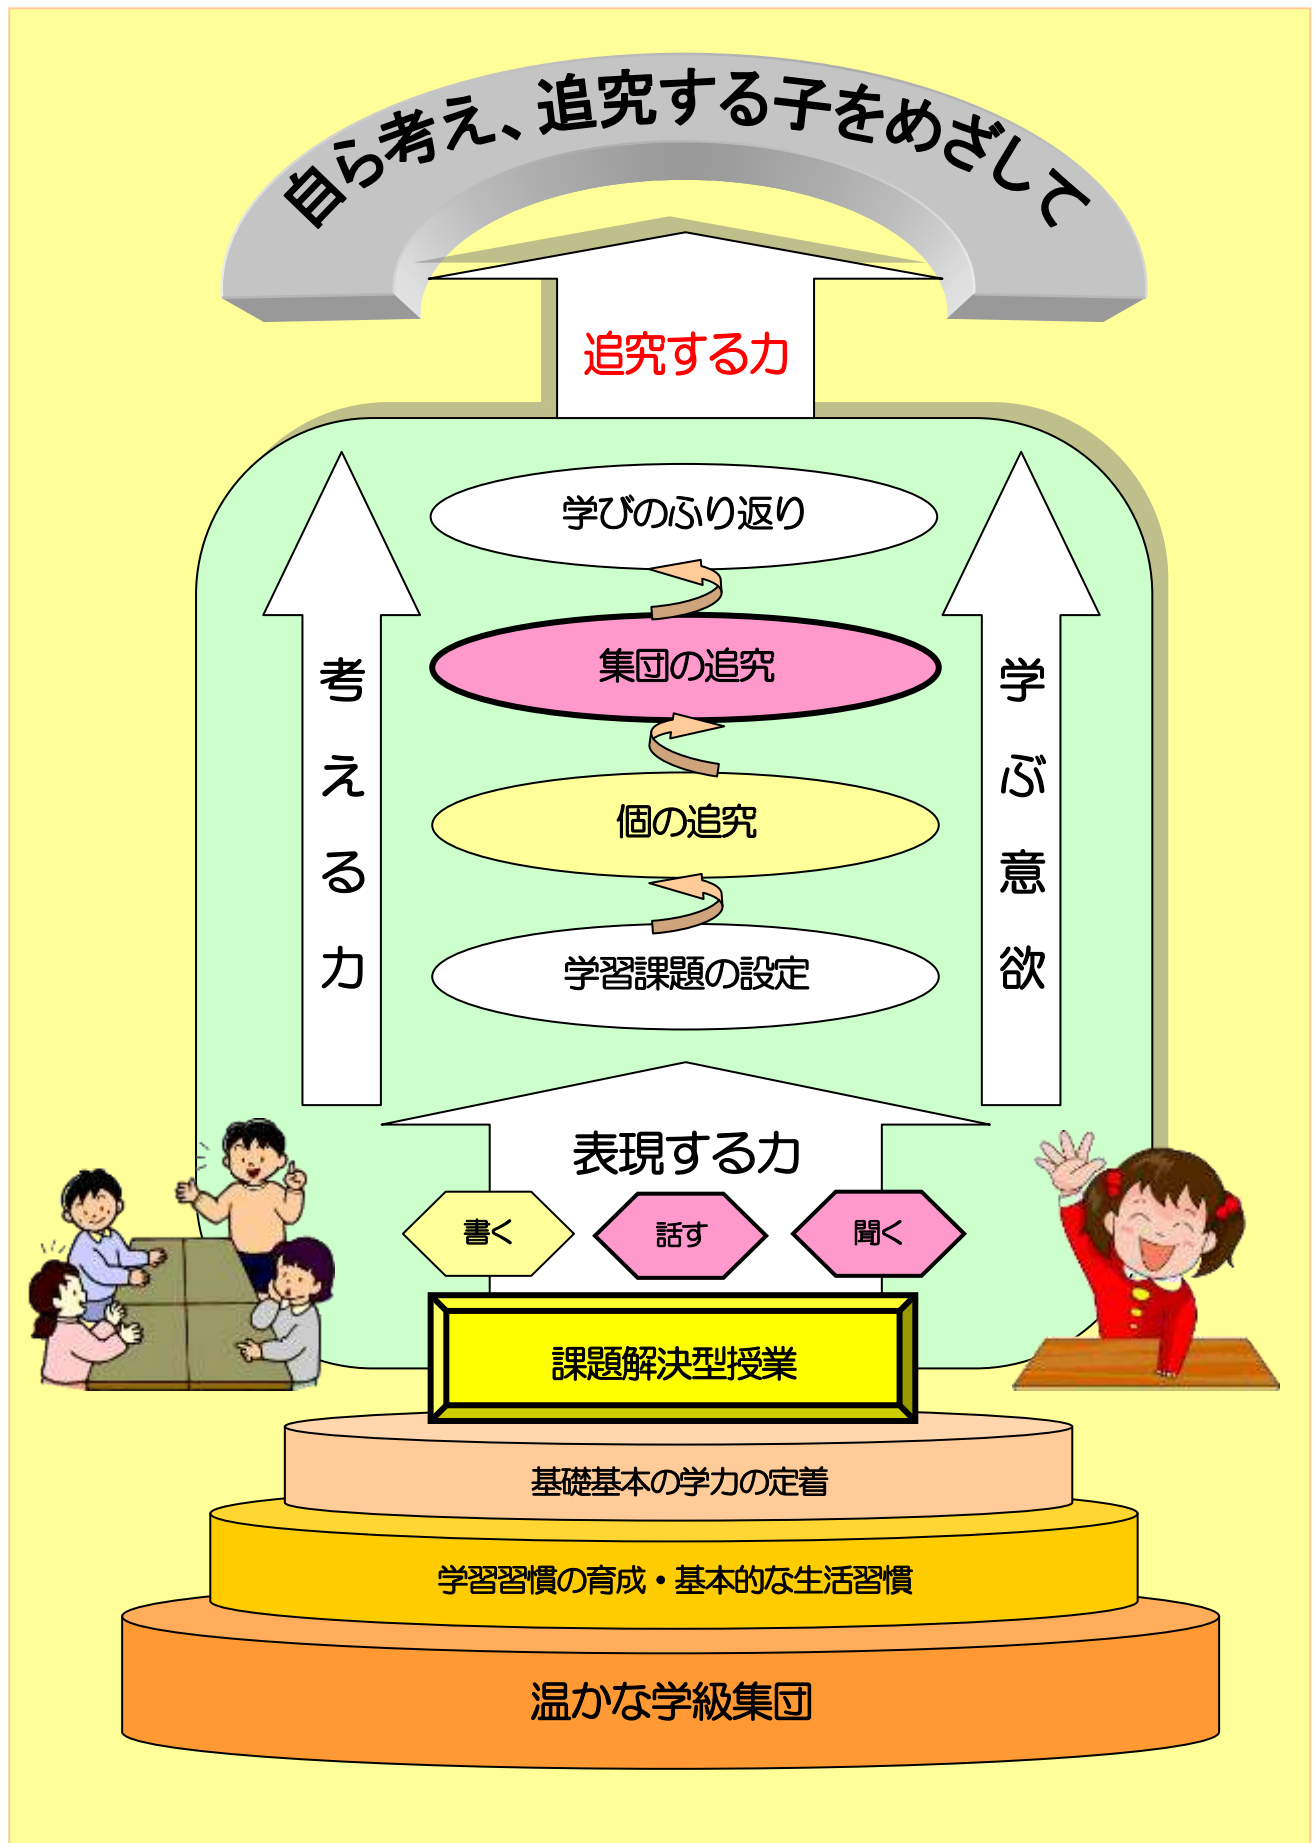 自ら考え、追究する子をめざして
追究する力
学びのふり返り
集団の追究
個の追究
学習課題の設定
考える力
学ぶ意欲
表現する力
書く
話す
聞く
課題解決型授業
基礎基本の学力の定着
学習習慣の育成・基本的な生活習慣
温かな学級集団